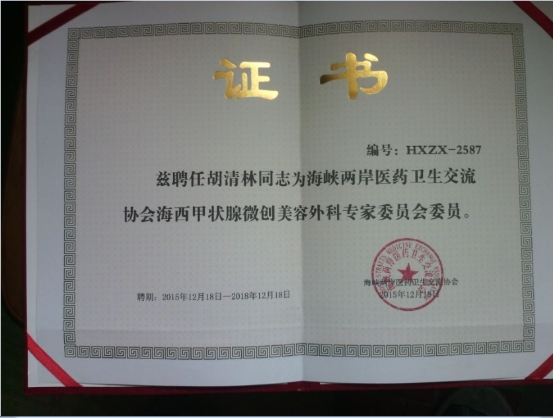 证书
编号：HXZX-2587
兹聘任胡清林同志为海峡两岸医药卫生交流
协会海西甲状腺微创美容外科专家委员会委员。
海峡两岸医药卫生交流协会
聘期：2015年12月18日—2018年12月18日
2015年12月18日